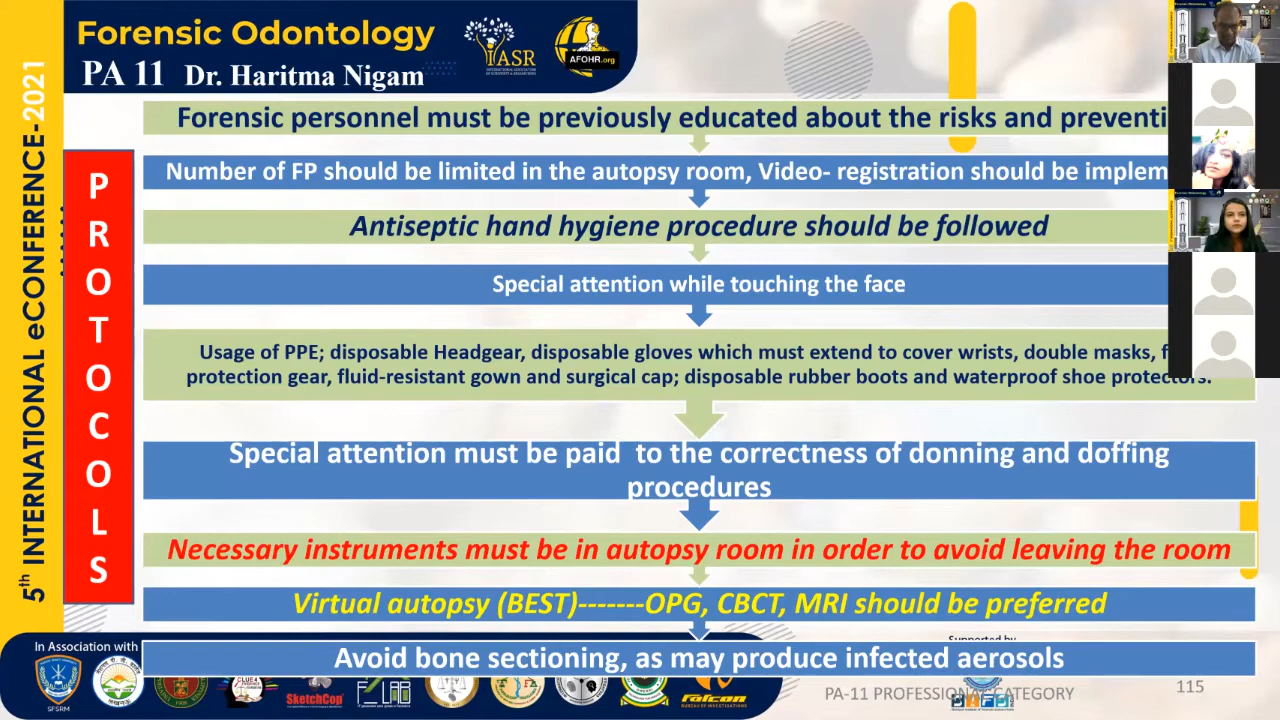 Forensic Odontology
PA 11 Dr. Haritma Nigam
IASR
AFOHR.org
5th INTERNATIONAL eCONFERENCE-2021
PROTOCOLS
Forensic personnel must be previously educated about the risks and preventi
Number of FP should be limited in the autopsy room, Video- registration should be implem
Antiseptic hand hygiene procedure should be followed
Special attention while touching the face
Usage of PPE; disposable Headgear, disposable gloves which must extend to cover wrists, double masks, f
protection gear, fluid-resistant gown and surgical cap; disposable rubber boots and waterproof shoe protectors.
Special attention must be paid to the correctness of donning and doffing
procedures
Necessary instruments must be in autopsy room in order to avoid leaving the room
Virtual autopsy (BEST)-------OPG, CBCT, MRI should be preferred
Avoid bone sectioning, as may produce infected aerosols
In Association with
Supported by
SFSRM
SketchCop
F LAB
Falcon
BUREAU OF INVESTIGATIONS
PA-11 PROFESSIONAL CATEGORY
115